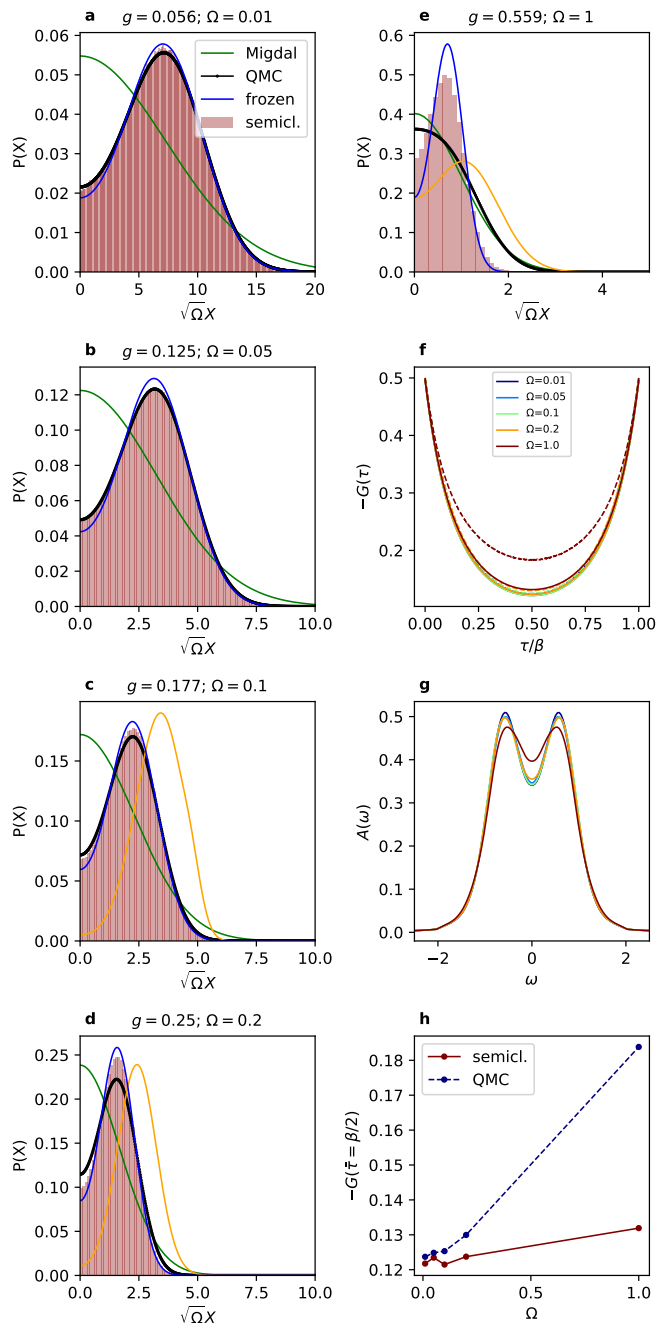 a
g = 0.056; Ω = 0.01
0.06
0.05
0.04
0.03
0.02
0.01
0.00
P(X)
Migdal
QMC
frozen
semicl.
0
5
10
15
20
√ΩX
e
g = 0.559; Ω = 1
0.6
0.5
0.4
0.3
0.2
0.1
0.0
P(X)
0
2
4
√ΩX
b
g = 0.125; Ω = 0.05
0.12
0.10
0.08
0.06
0.04
0.02
0.00
P(X)
0.0
2.5
5.0
7.5
10.0
√ΩX
f
0.5
0.4
0.3
0.2
−G(τ)
Ω=0.01
Ω=0.05
Ω=0.1
Ω=0.2
Ω=1.0
0.00
0.25
0.50
0.75
1.00
τ/β
c
g = 0.177; Ω = 0.1
0.15
0.10
0.05
0.00
P(X)
0.0
2.5
5.0
7.5
10.0
√ΩX
g
0.5
0.4
0.3
0.2
0.1
0.0
A(ω)
−2
0
2
ω
d
g = 0.25; Ω = 0.2
0.25
0.20
0.15
0.10
0.05
0.00
P(X)
0.0
2.5
5.0
7.5
10.0
√ΩX
h
0.18
0.17
0.16
0.15
0.14
0.13
0.12
−G(τ̄ = β/2)
semicl.
QMC
0.0
0.5
1.0
Ω